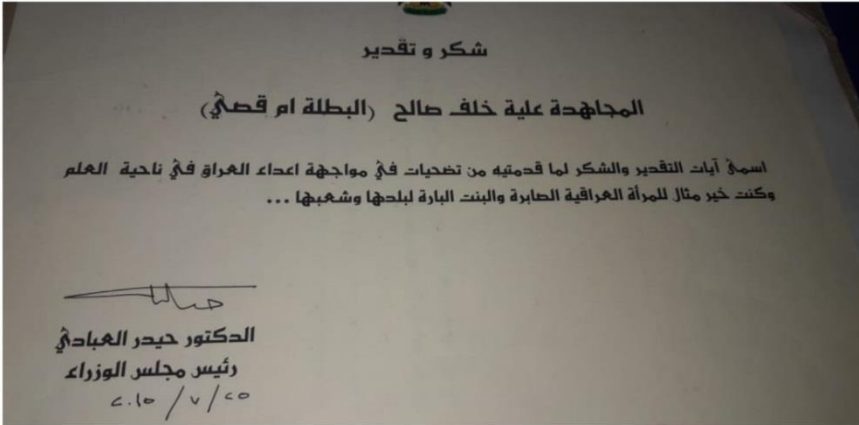 شكر و تقدير
المجاهدة علية خلف صالح (البطلة ام قصي)
اسمى آيات التقدير والشكر لما قدمتيه من تضحيات في مواجهة اعداء العراق في ناحية العلم
وكنت خير مثال للمرأة العراقية الصابرة والبنت البارة لبلدها وشعبها ...
الدكتور حيدر العبادي
رئيس مجلس الوزراء
٢٠١٥ / ٧ / ٢٥